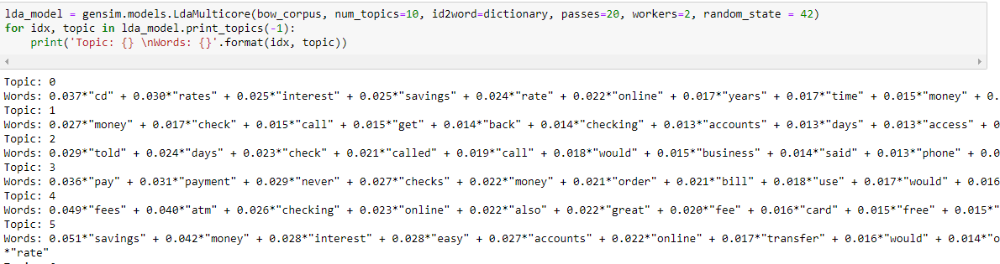 lda_model = gensim.models.LdaMulticore(bow_corpus, num_topics=10, id2word=dictionary, passes=20, workers=2, random_state = 42)
for idx, topic in lda_model.print_topics(-1):
    print('Topic: {} \nWords: {}'.format(idx, topic))
Topic: 0
Words: 0.037*"cd" + 0.030*"rates" + 0.025*"interest" + 0.025*"savings" + 0.024*"rate" + 0.022*"online" + 0.017*"years" + 0.017*"time" + 0.015*"money" + 0.
Topic: 1
Words: 0.027*"money" + 0.017*"check" + 0.015*"call" + 0.015*"get" + 0.014*"back" + 0.014*"checking" + 0.013*"accounts" + 0.013*"days" + 0.013*"access" + 0
Topic: 2
Words: 0.029*"told" + 0.024*"days" + 0.023*"check" + 0.021*"called" + 0.019*"call" + 0.018*"would" + 0.015*"business" + 0.014*"said" + 0.013*"phone" + 0.0
Topic: 3
Words: 0.036*"pay" + 0.031*"payment" + 0.029*"never" + 0.027*"checks" + 0.022*"money" + 0.021*"order" + 0.021*"bill" + 0.018*"use" + 0.017*"would" + 0.016
Topic: 4
Words: 0.049*"fees" + 0.040*"atm" + 0.026*"checking" + 0.023*"online" + 0.022*"also" + 0.022*"great" + 0.020*"fee" + 0.016*"card" + 0.015*"free" + 0.015*"
Topic: 5
Words: 0.051*"savings" + 0.042*"money" + 0.028*"interest" + 0.028*"easy" + 0.027*"accounts" + 0.022*"online" + 0.017*"transfer" + 0.016*"would" + 0.014*"o
*"rate"